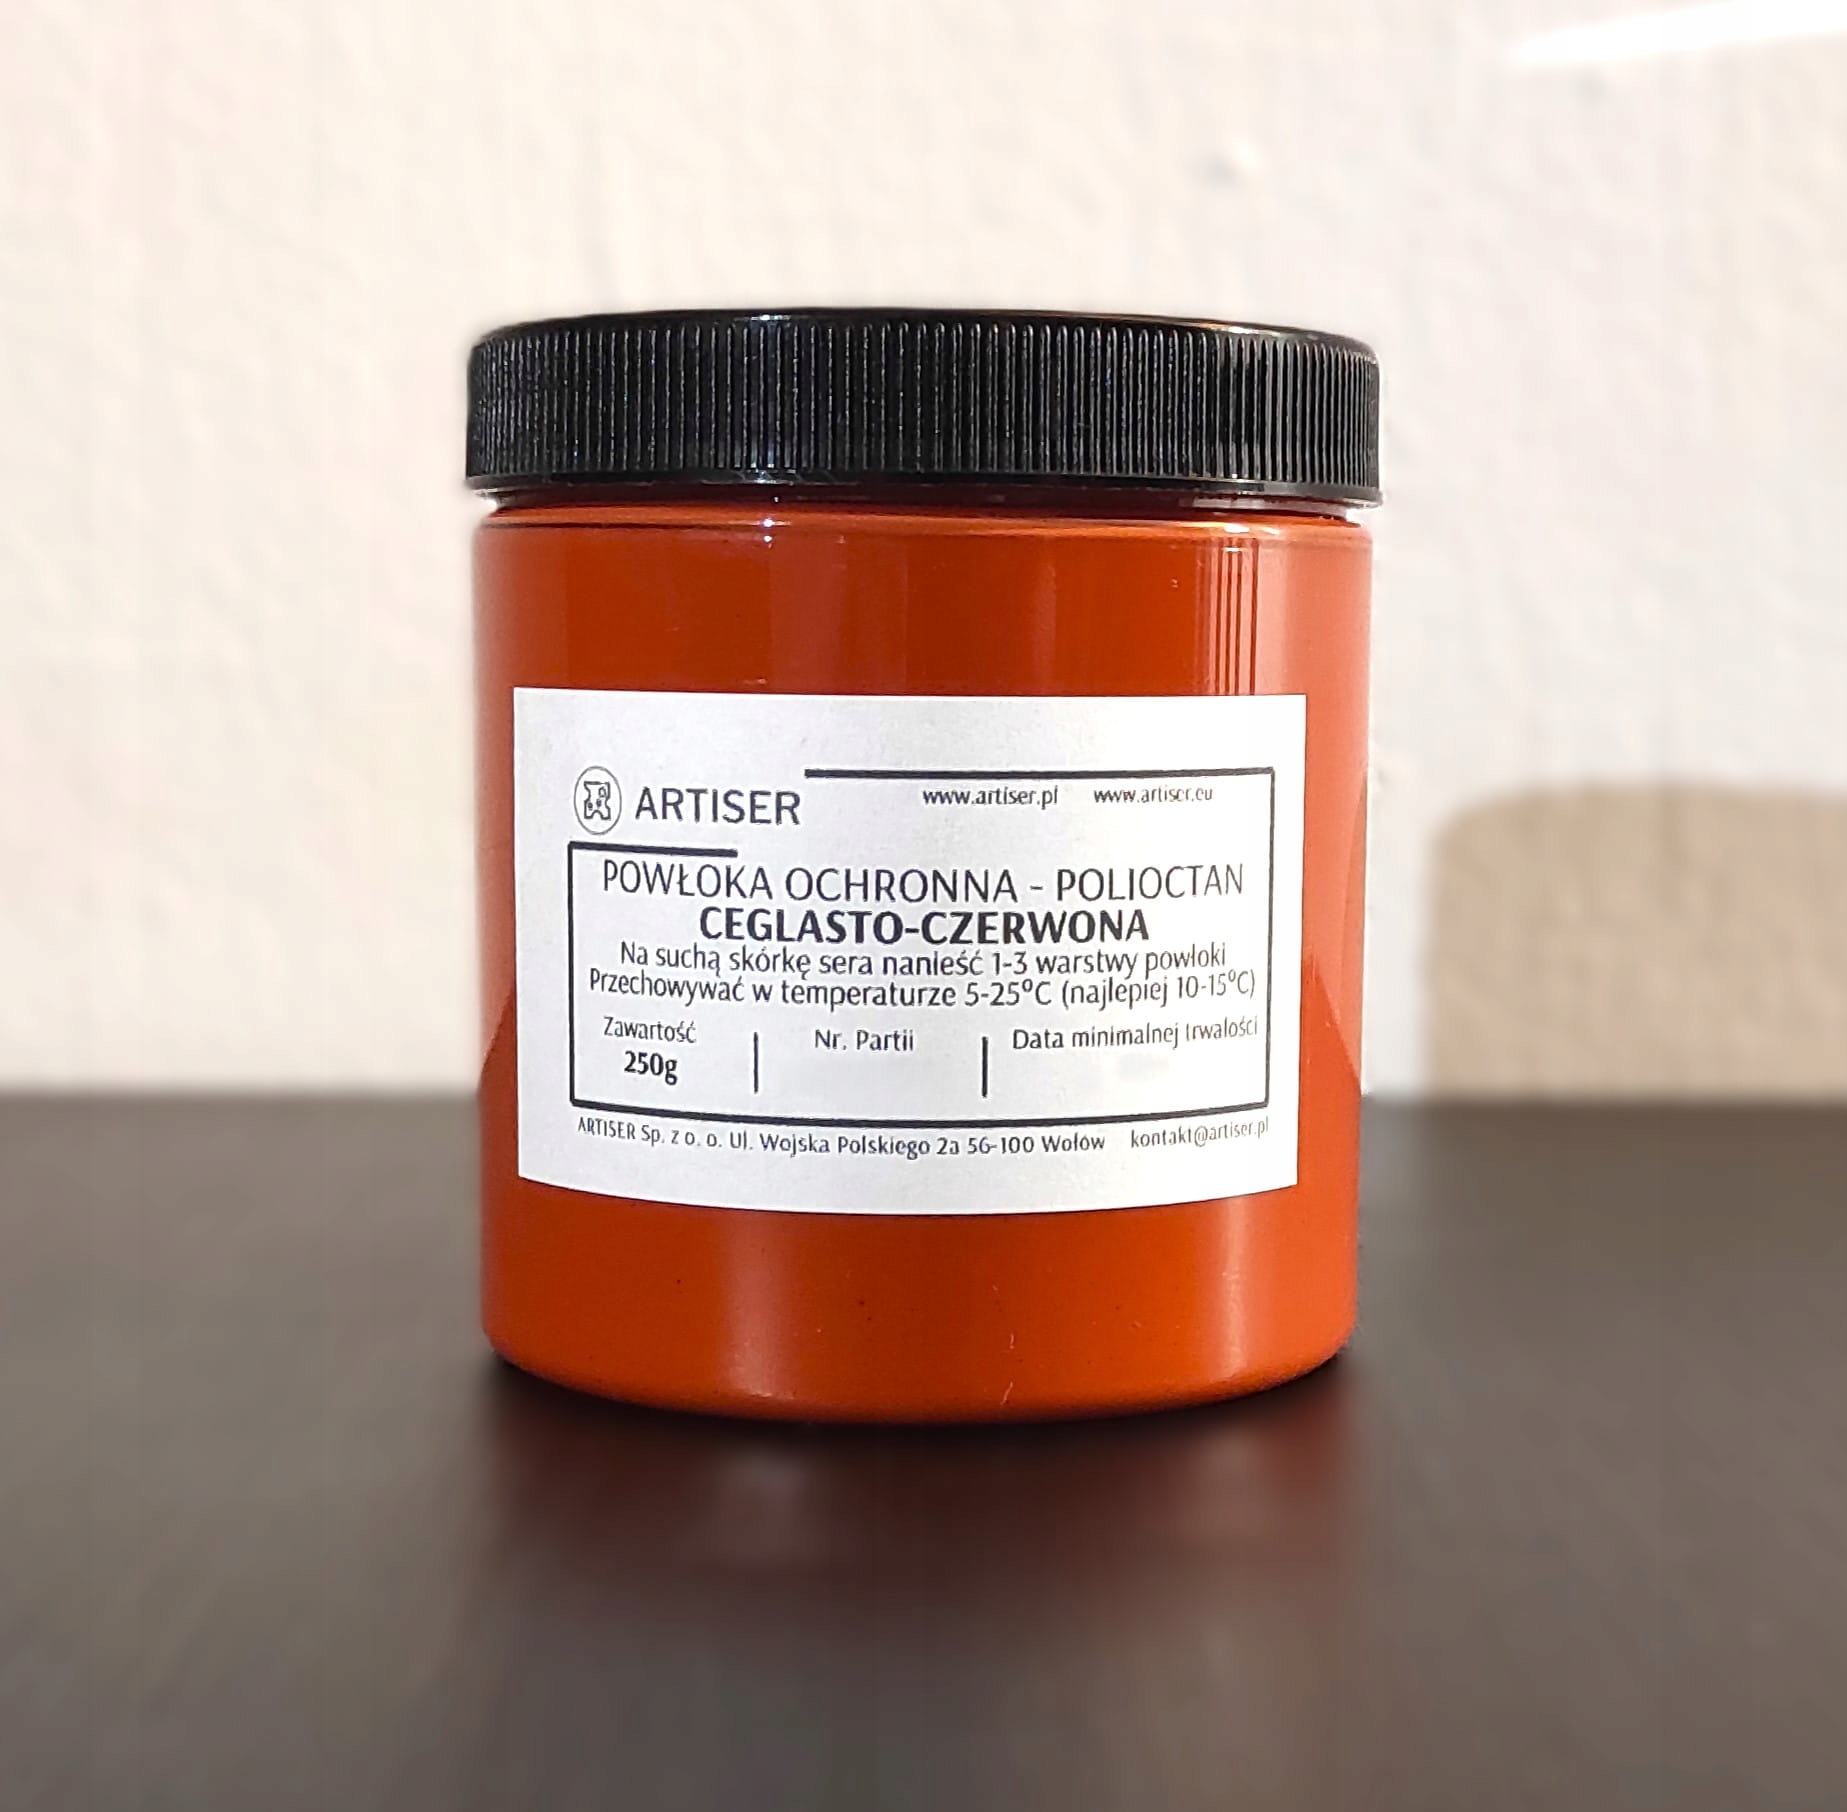 ARTISER
www.artiser.pl www.artiser.eu
POWŁOKA OCHRONNA - POLIOCTAN
CEGLASTO-CZERWONA
Na suchą skórkę sera nanieść 1-3 warstwy powłoki
Przechowywać w temperaturze 5-25°C (najlepiej 10-15°C)
Zawartość Nr. Partii Data minimalnej trwałości
250g
ARTISER Sp. z o. o. Ul. Wojska Polskiego 2a 56-100 Wołów kontakt@artiser.pl